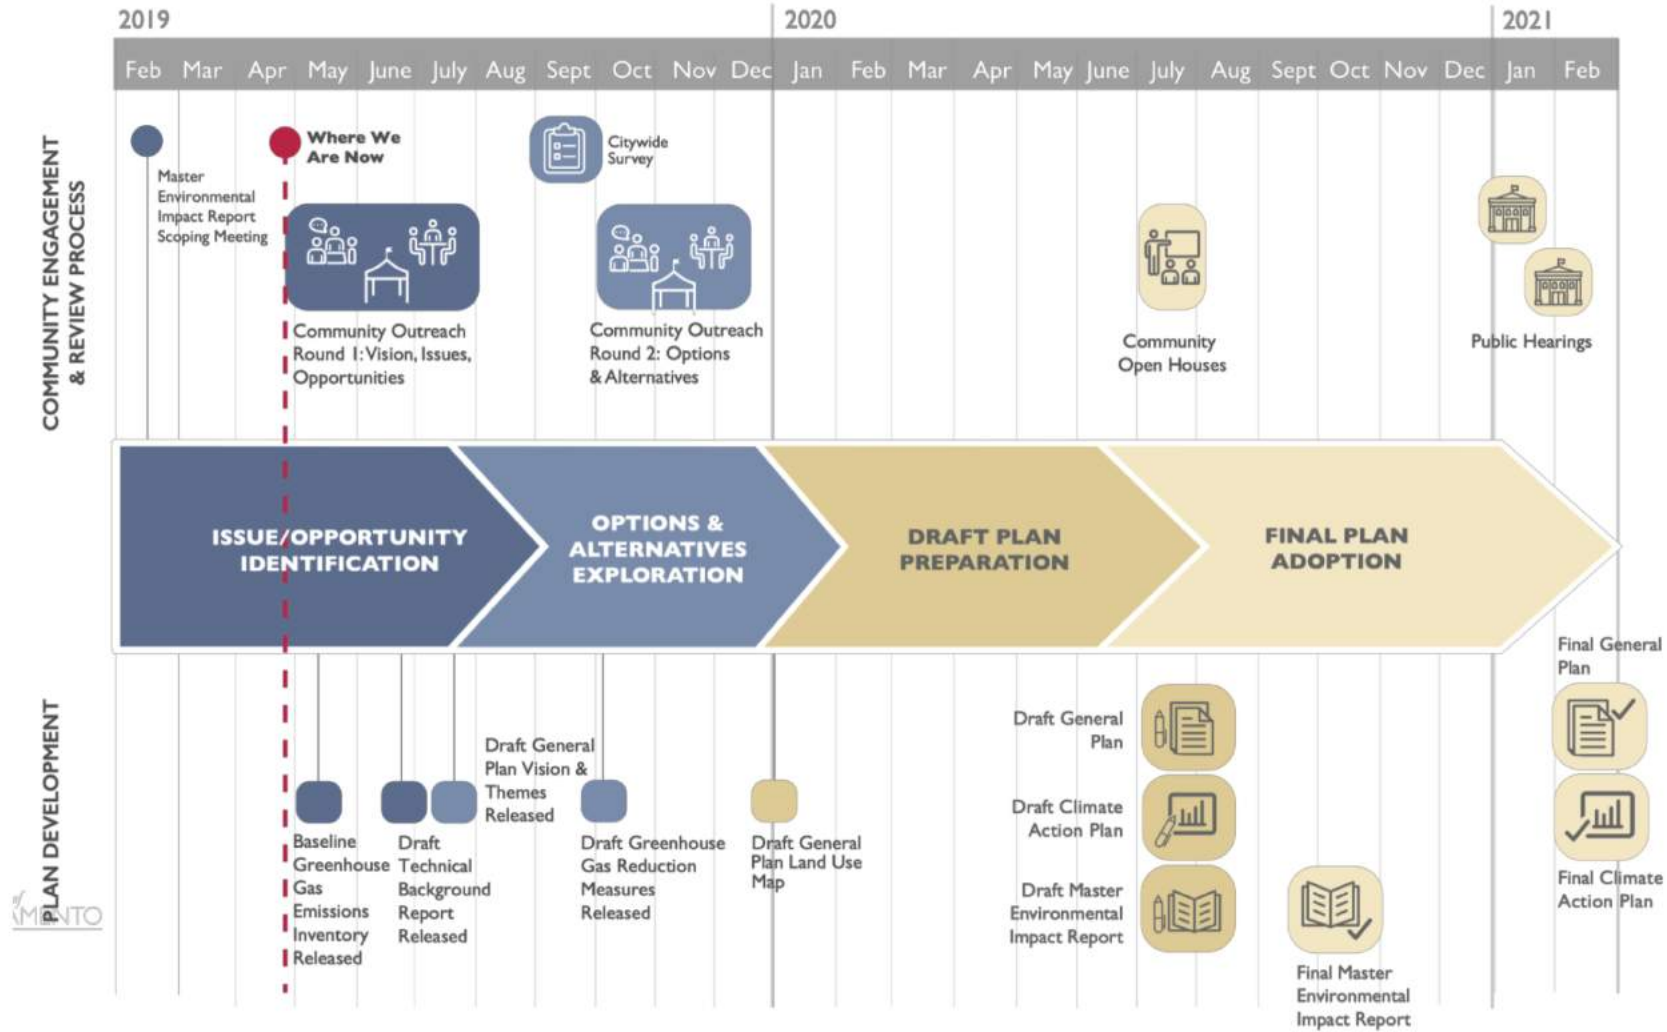 2019
2020
2021
Feb Mar Apr May June July Aug Sept Oct Nov Dec Jan Feb Mar Apr May June July Aug Sept Oct Nov Dec Jan Feb
COMMUNITY ENGAGEMENT
& REVIEW PROCESS
Master
Environmental
Impact Report
Scoping Meeting
Where We
Are Now
Community Outreach
Round 1: Vision, Issues,
Opportunities
Citywide
Survey
Community Outreach
Round 2: Options
& Alternatives
Community
Open Houses
Public Hearings
ISSUE/OPPORTUNITY
IDENTIFICATION
OPTIONS &
ALTERNATIVES
EXPLORATION
DRAFT PLAN
PREPARATION
FINAL PLAN
ADOPTION
PLAN DEVELOPMENT
Baseline
Greenhouse
Gas
Emissions
Inventory
Released
Draft
Technical
Background
Report
Released
Draft General
Plan Vision &
Themes
Released
Draft Greenhouse
Gas Reduction
Measures
Released
Draft General
Plan Land Use
Map
Draft General
Plan
Draft Climate
Action Plan
Draft Master
Environmental
Impact Report
Final Master
Environmental
Impact Report
Final General
Plan
Final Climate
Action Plan